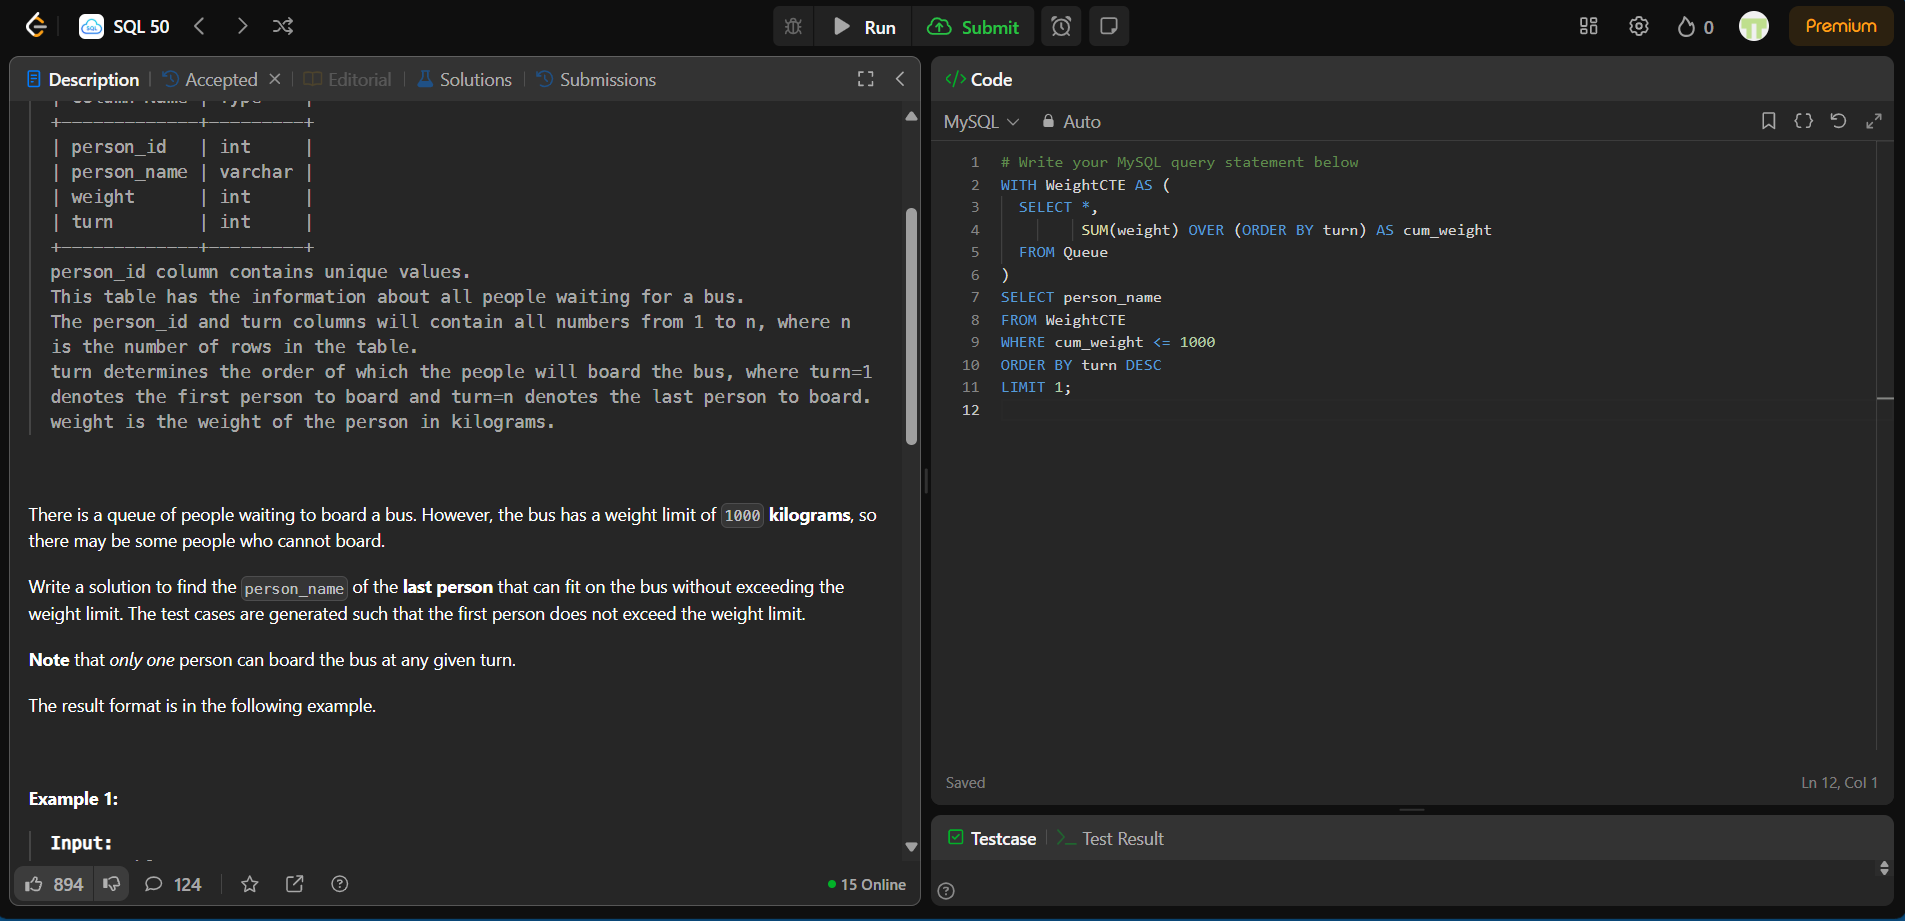 SQL 50
Run
Submit
0
Premium
Description
Accepted
Editorial
Solutions
Submissions
| Column Name | Type    |
+-------------+---------+
| person_id   | int     |
| person_name | varchar |
| weight      | int     |
| turn        | int     |
+-------------+---------+
person_id column contains unique values.
This table has the information about all people waiting for a bus.
The person_id and turn columns will contain all numbers from 1 to n, where n
is the number of rows in the table.
turn determines the order of which the people will board the bus, where turn=1
denotes the first person to board and turn=n denotes the last person to board.
weight is the weight of the person in kilograms.
There is a queue of people waiting to board a bus. However, the bus has a weight limit of 1000 kilograms, so
there may be some people who cannot board.
Write a solution to find the person_name of the last person that can fit on the bus without exceeding the
weight limit. The test cases are generated such that the first person does not exceed the weight limit.
Note that only one person can board the bus at any given turn.
The result format is in the following example.
Example 1:
Input:
894
124
15 Online
</> Code
MySQL
Auto
1 # Write your MySQL query statement below
2 WITH WeightCTE AS (
3 SELECT *,
4 SUM(weight) OVER (ORDER BY turn) AS cum_weight
5 FROM Queue
6 )
7 SELECT person_name
8 FROM WeightCTE
9 WHERE cum_weight <= 1000
10 ORDER BY turn DESC
11 LIMIT 1;
12
Saved
Ln 12, Col 1
Testcase
Test Result